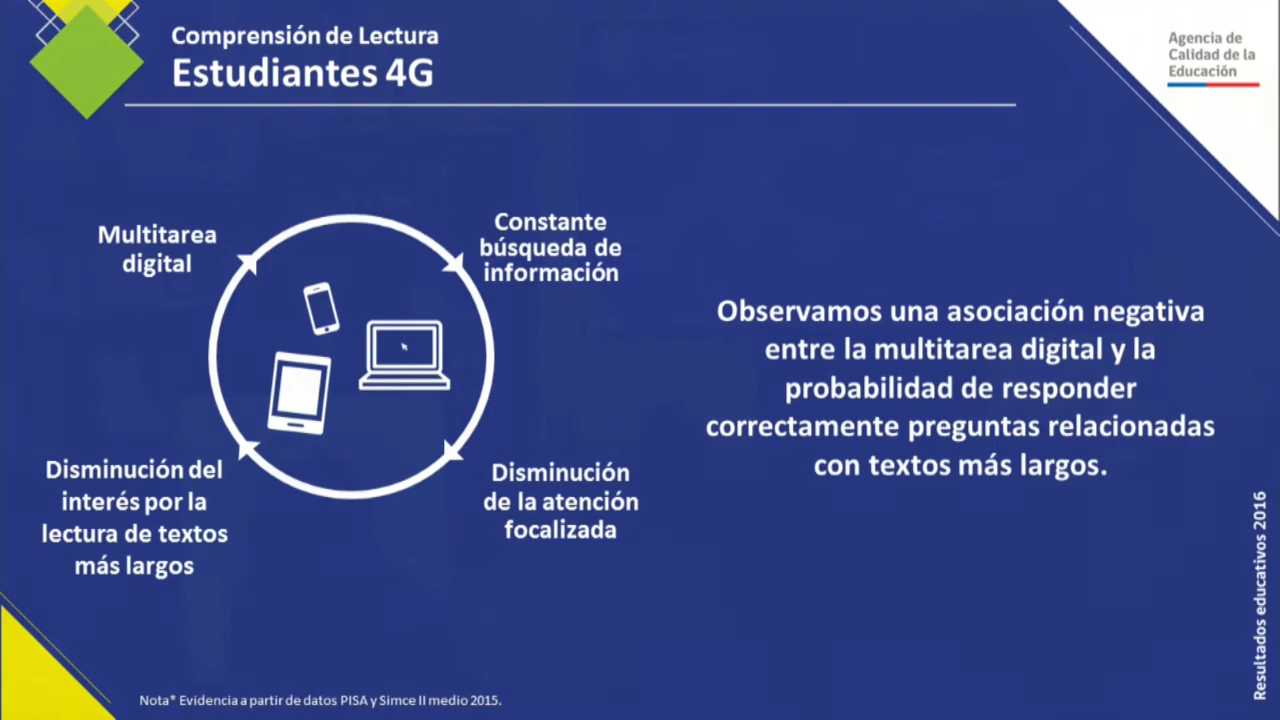 Comprensión de Lectura
Estudiantes 4G
Agencia de
Calidad de la
Educación
Multitarea
digital
Constante
búsqueda de
información
Disminución del
interés por la
lectura de textos
más largos
Disminución
de la atención
focalizada
Observamos una asociación negativa
entre la multitarea digital y la
probabilidad de responder
correctamente preguntas relacionadas
con textos más largos.
Resultados educativos 2016
Nota* Evidencia a partir de datos PISA y Simce II medio 2015.